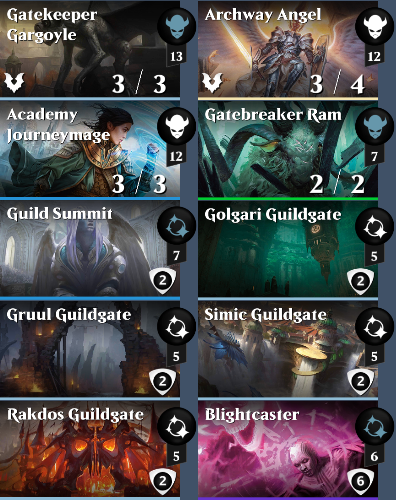 Gatekeeper
Gargoyle
13
3 / 3
Archway Angel
12
3 / 4
Academy
Journeymage
12
3 / 3
Gatebreaker Ram
7
2 / 2
Guild Summit
7
2
Golgari Guildgate
5
2
Gruul Guildgate
5
2
Simic Guildgate
5
2
Rakdos Guildgate
5
2
Blightcaster
6
6